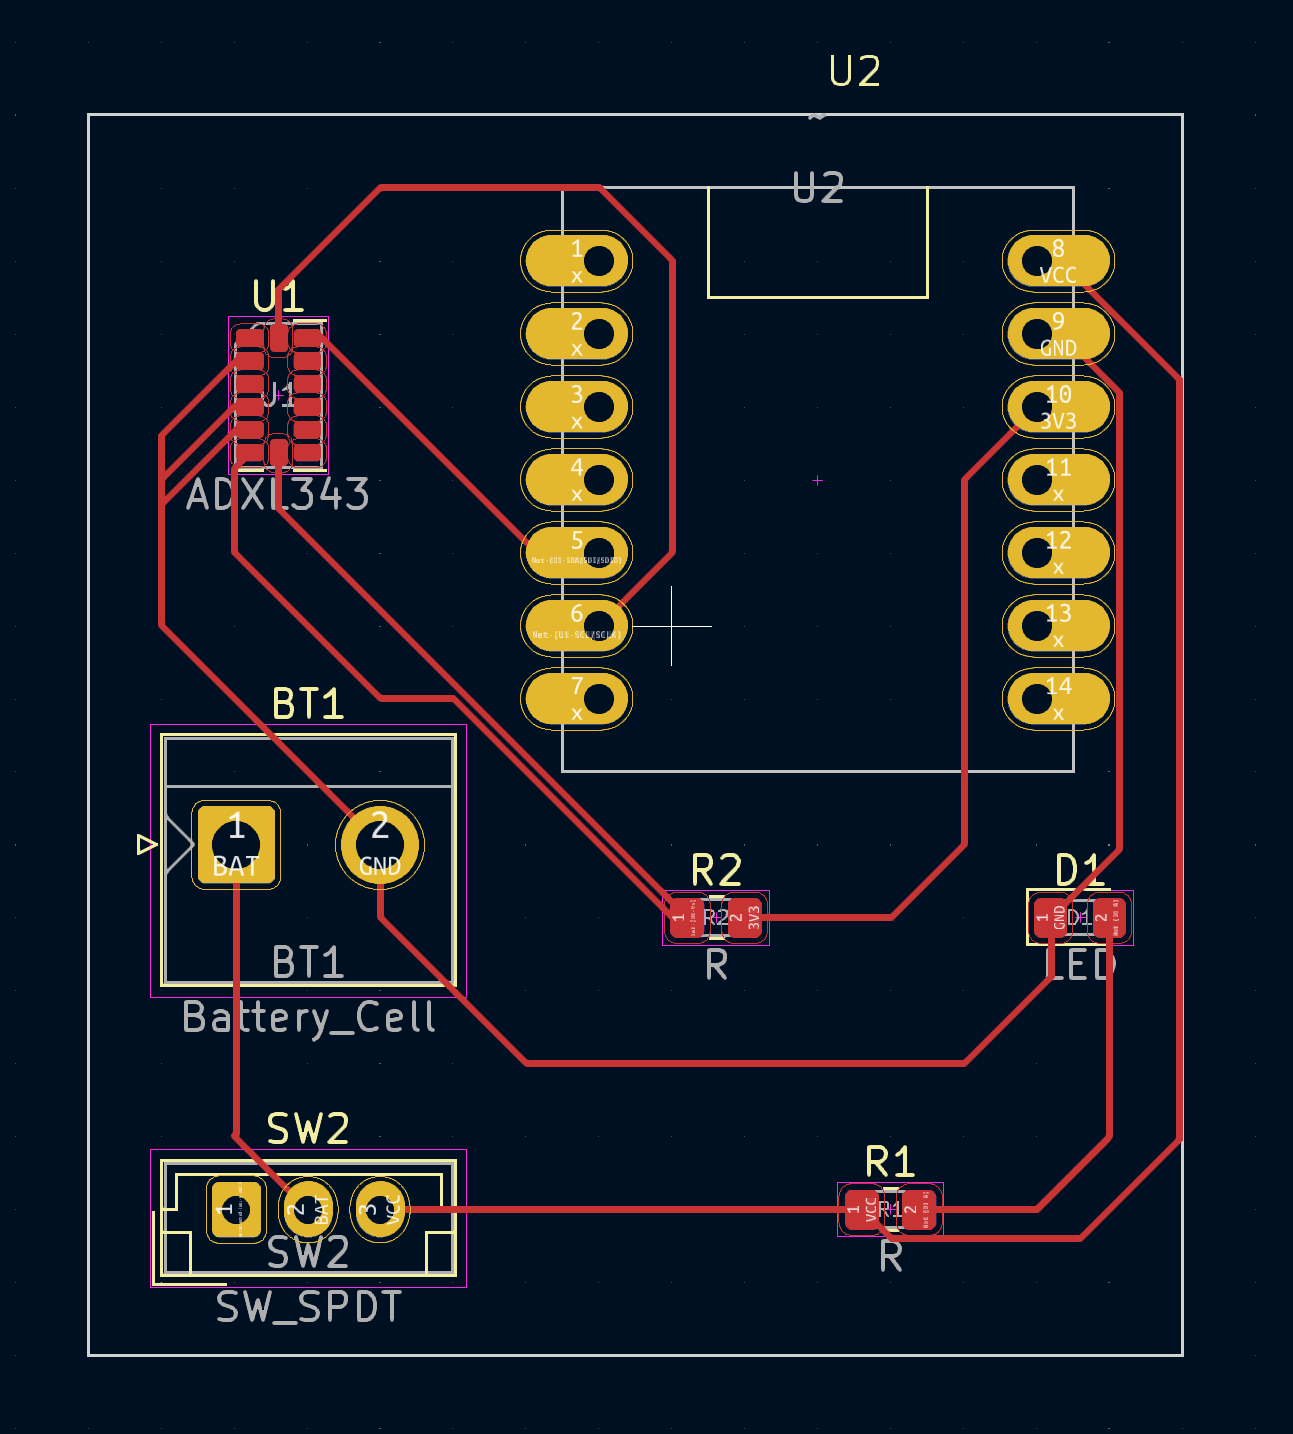 U2
U2
1
x
8
VCC
2
x
9
GND
U1
3
x
10
3V3
U1
4
x
11
x
ADXL343
5
12
x
6
13
x
BT1
7
x
14
x
1
BAT
2
GND
R2
D1
1
R2
2
3V3
1
GND
D1
2
R
LED
BT1
Battery_Cell
SW2
R1
1
2
BAT
3
VCC
1
VCC
R1
2
SW2
R
SW_SPDT